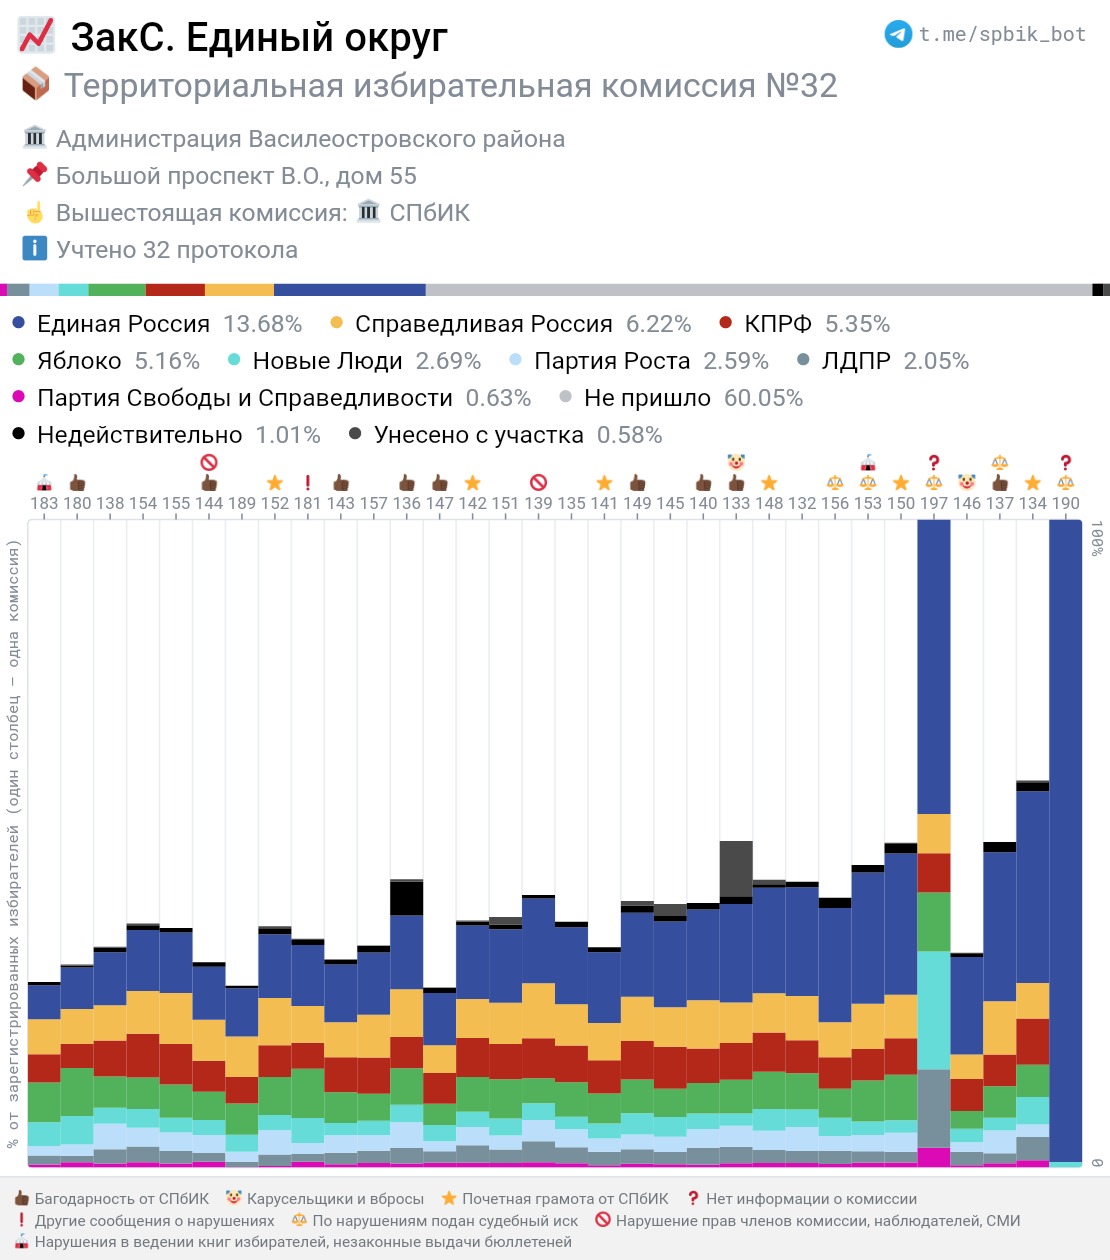 ЗакС. Единый округ
t.me/spbik_bot
Территориальная избирательная комиссия №32
Администрация Василеостровского района
Большой проспект В.О., дом 55
Вышестоящая комиссия: СПбИК
Учтено 32 протокола
Единая Россия 13.68% Справедливая Россия 6.22% КПРФ 5.35%
Яблоко 5.16% Новые Люди 2.69% Партия Роста 2.59% ЛДПР 2.05%
Партия Свободы и Справедливости 0.63% Не пришло 60.05%
Недействительно 1.01% Унесено с участка 0.58%
183 180 138 154 155 144 189 152 181 143 157 136 147 142 151 139 135 141 149 145 140 133 148 132 156 153 150 197 146 137 134 190
% от зарегистрированных избирателей (один столбец – одна комиссия)
100%
0
Багодарность от СПбИК Карусельщики и вбросы Почетная грамота от СПбИК Нет информации о комиссии
Другие сообщения о нарушениях По нарушениям подан судебный иск Нарушение прав членов комиссии, наблюдателей, СМИ
Нарушения в ведении книг избирателей, незаконные выдачи бюллетеней